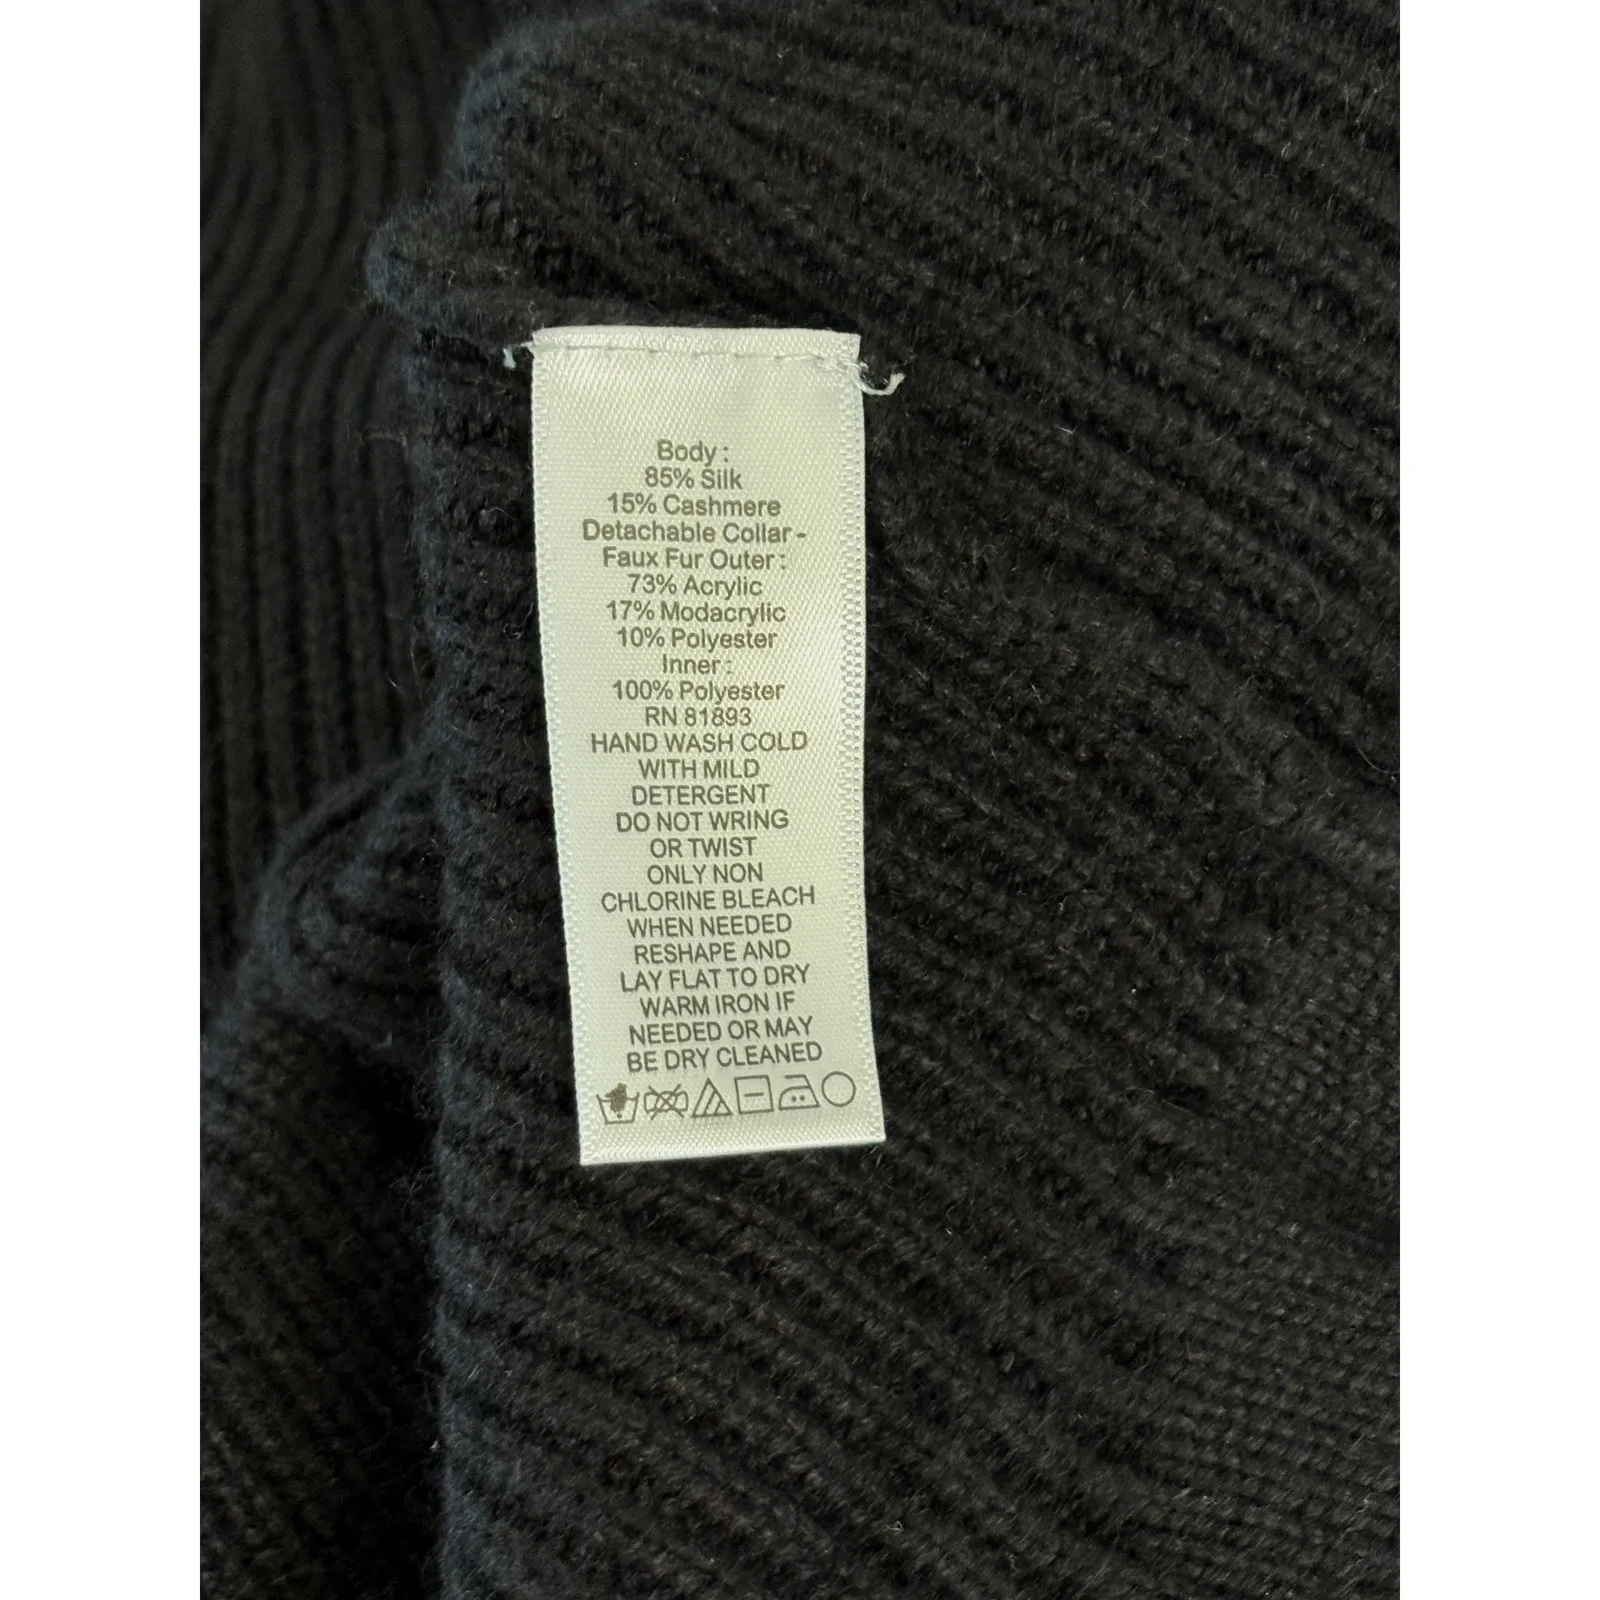 Body :
85% Silk
15% Cashmere
Detachable Collar -
Faux Fur Outer :
73% Acrylic
17% Modacrylic
10% Polyester
Inner :
100% Polyester
RN 81893
HAND WASH COLD
WITH MILD
DETERGENT
DO NOT WRING
OR TWIST
ONLY NON
CHLORINE BLEACH
WHEN NEEDED
RESHAPE AND
LAY FLAT TO DRY
WARM IRON IF
NEEDED OR MAY
BE DRY CLEANED